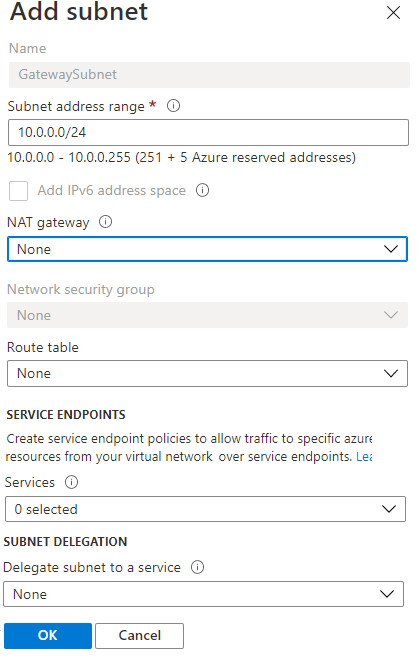 Add subnet
Name
GatewaySubnet
Subnet address range *
10.0.0.0/24
10.0.0.0 - 10.0.0.255 (251 + 5 Azure reserved addresses)
Add IPv6 address space
NAT gateway
None
Network security group
None
Route table
None
SERVICE ENDPOINTS
Create service endpoint policies to allow traffic to specific azure
resources from your virtual network over service endpoints. Lea
Services
0 selected
SUBNET DELEGATION
Delegate subnet to a service
None
OK
Cancel